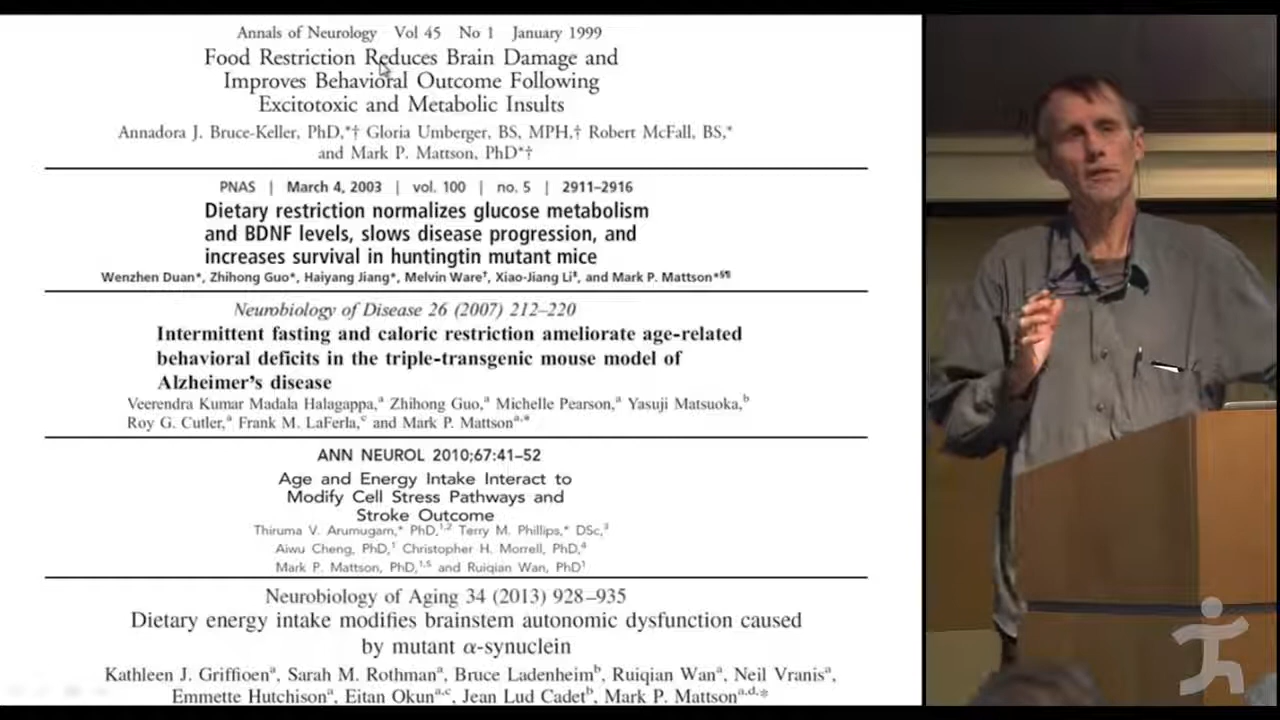 Annals of Neurology Vol 45 No 1 January 1999
Food Restriction Reduces Brain Damage and
Improves Behavioral Outcome Following
Excitotoxic and Metabolic Insults
Annadora J. Bruce-Keller, PhD,*† Gloria Umberger, BS, MPH,† Robert McFall, BS,*
and Mark P. Mattson, PhD*†
PNAS | March 4, 2003 | vol. 100 | no. 5 | 2911–2916
Dietary restriction normalizes glucose metabolism
and BDNF levels, slows disease progression, and
increases survival in huntingtin mutant mice
Wenzhen Duan*, Zhihong Guo*, Haiyang Jiang*, Melvin Ware†, Xiao-Jiang Li‡, and Mark P. Mattson*§¶
Neurobiology of Disease 26 (2007) 212–220
Intermittent fasting and caloric restriction ameliorate age-related
behavioral deficits in the triple-transgenic mouse model of
Alzheimer's disease
Veerendra Kumar Madala Halagappa,a Zhihong Guo,a Michelle Pearson,a Yasuji Matsuoka,b
Roy G. Cutler,a Frank M. LaFerla,c and Mark P. Mattsona,*
ANN NEUROL 2010;67:41–52
Age and Energy Intake Interact to
Modify Cell Stress Pathways and
Stroke Outcome
Thiruma V. Arumugam,* PhD,1,2 Terry M. Phillips,* DSc,3
Aiwu Cheng, PhD,1 Christopher H. Morrell, PhD,4
Mark P. Mattson, PhD,1,5 and Ruiqian Wan, PhD1
Neurobiology of Aging 34 (2013) 928–935
Dietary energy intake modifies brainstem autonomic dysfunction caused
by mutant α-synuclein
Kathleen J. Griffioena, Sarah M. Rothmana, Bruce Ladenheimb, Ruiqian Wana, Neil Vranisa,
Emmette Hutchisona, Eitan Okuna,c, Jean Lud Cadetb, Mark P. Mattsona,d,*